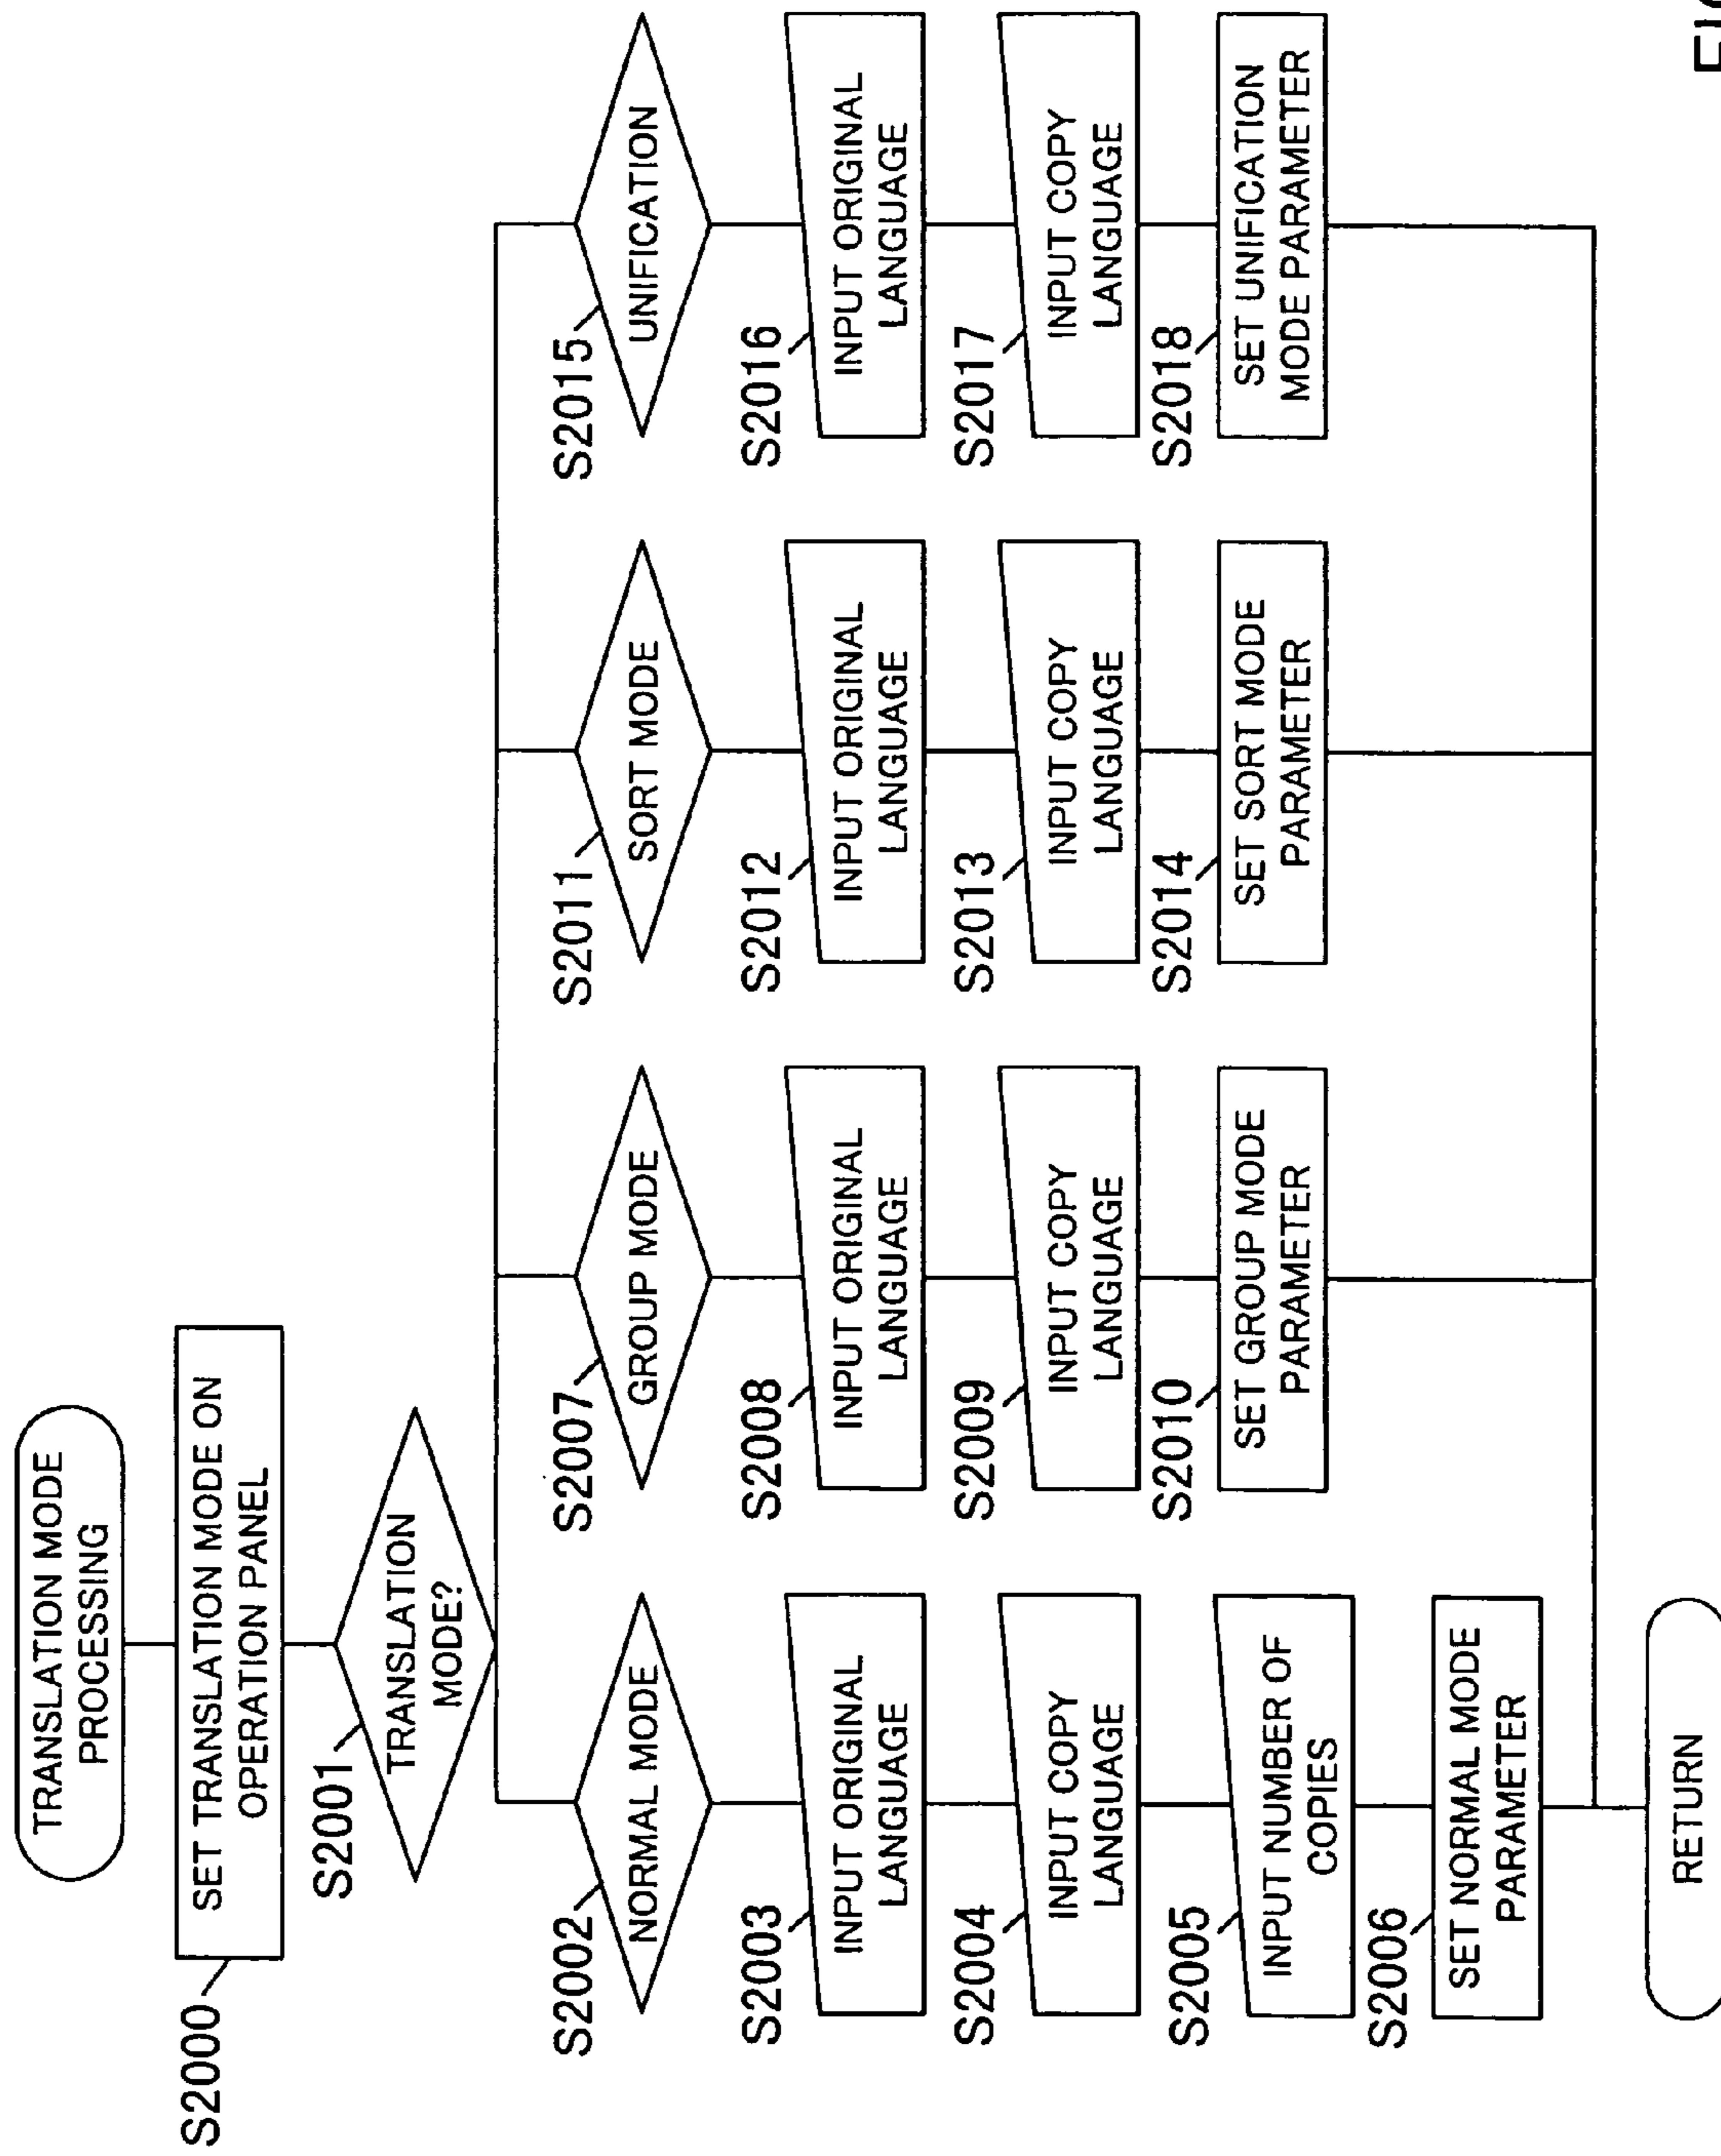 TRANSLATION MODE
PROCESSING
S2000
SET TRANSLATION MODE ON
OPERATION PANEL
S2001
TRANSLATION
MODE?
S2002
NORMAL MODE
S2003
INPUT ORIGINAL
LANGUAGE
S2004
INPUT COPY
LANGUAGE
S2005
INPUT NUMBER OF
COPIES
S2006
SET NORMAL MODE
PARAMETER
S2007
GROUP MODE
S2008
INPUT ORIGINAL
LANGUAGE
S2009
INPUT COPY
LANGUAGE
S2010
SET GROUP MODE
PARAMETER
S2011
SORT MODE
S2012
INPUT ORIGINAL
LANGUAGE
S2013
INPUT COPY
LANGUAGE
S2014
SET SORT MODE
PARAMETER
S2015
UNIFICATION
S2016
INPUT ORIGINAL
LANGUAGE
S2017
INPUT COPY
LANGUAGE
S2018
SET UNIFICATION
MODE PARAMETER
RETURN